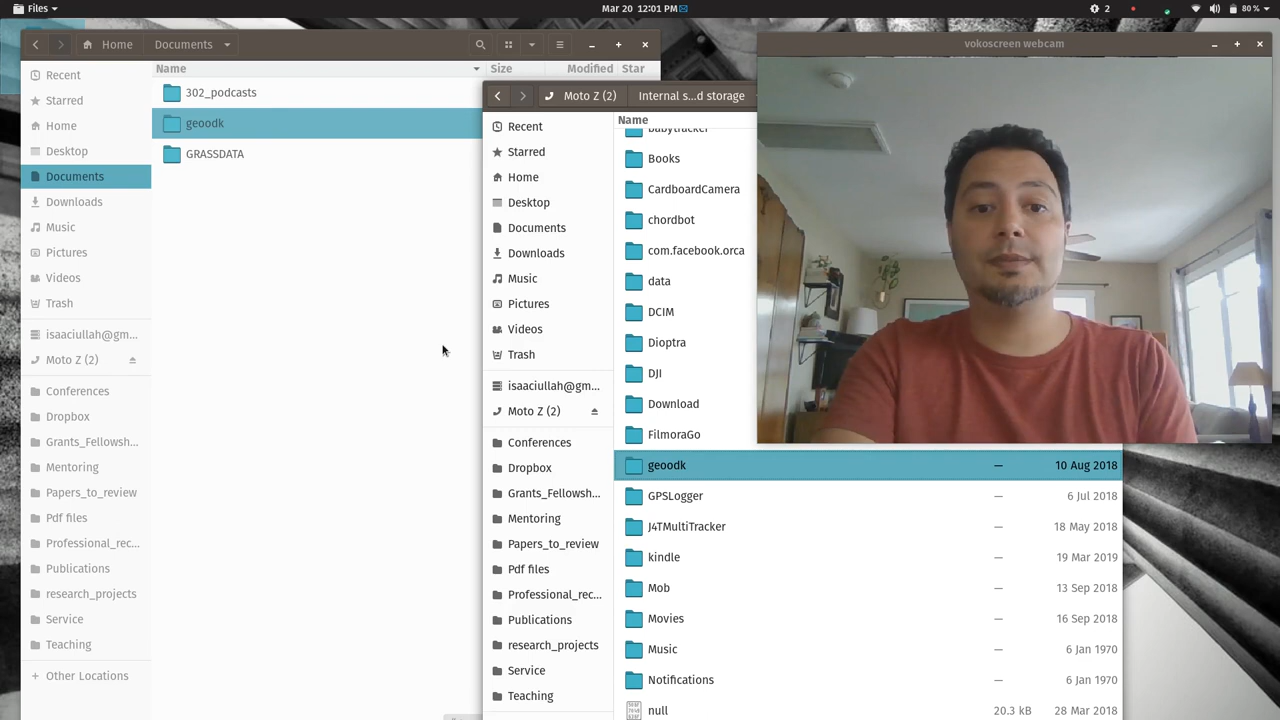 Files
Mar 20 12:01 PM
2
80 %
Home
Documents
Name
Size
Modified
Star
Recent
Starred
Home
Desktop
Documents
Downloads
Music
Pictures
Videos
Trash
isaaciullah@gm...
Moto Z (2)
Conferences
Dropbox
Grants_Fellowsh...
Mentoring
Papers_to_review
Pdf files
Professional_rec...
Publications
research_projects
Service
Teaching
Other Locations
302_podcasts
geoodk
GRASSDATA
Moto Z (2)
Internal s...d storage
Name
Recent
Starred
Home
Desktop
Documents
Downloads
Music
Pictures
Videos
Trash
isaaciullah@gm...
Moto Z (2)
Conferences
Dropbox
Grants_Fellowsh...
Mentoring
Papers_to_review
Pdf files
Professional_rec...
Publications
research_projects
Service
Teaching
babytracker
Books
CardboardCamera
chordbot
com.facebook.orca
data
DCIM
Dioptra
DJI
Download
FilmoraGo
geoodk — 10 Aug 2018
GPSLogger — 6 Jul 2018
J4TMultiTracker — 18 May 2018
kindle — 19 Mar 2019
Mob — 13 Sep 2018
Movies — 16 Sep 2018
Music — 6 Jan 1970
Notifications — 6 Jan 1970
null 20.3 kB 28 Mar 2018
vokoscreen webcam